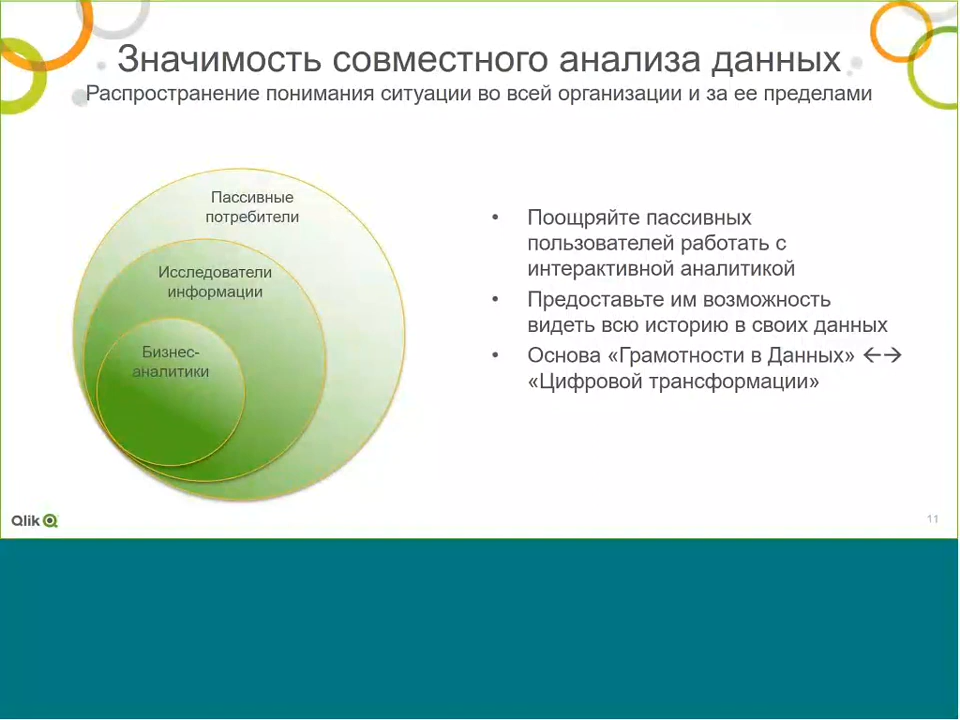 Значимость совместного анализа данных
Распространение понимания ситуации во всей организации и за ее пределами
Пассивные
потребители
Исследователи
информации
Бизнес-
аналитики
• Поощряйте пассивных
пользователей работать с
интерактивной аналитикой
• Предоставьте им возможность
видеть всю историю в своих данных
• Основа «Грамотности в Данных» ←→
«Цифровой трансформации»
Qlik
11